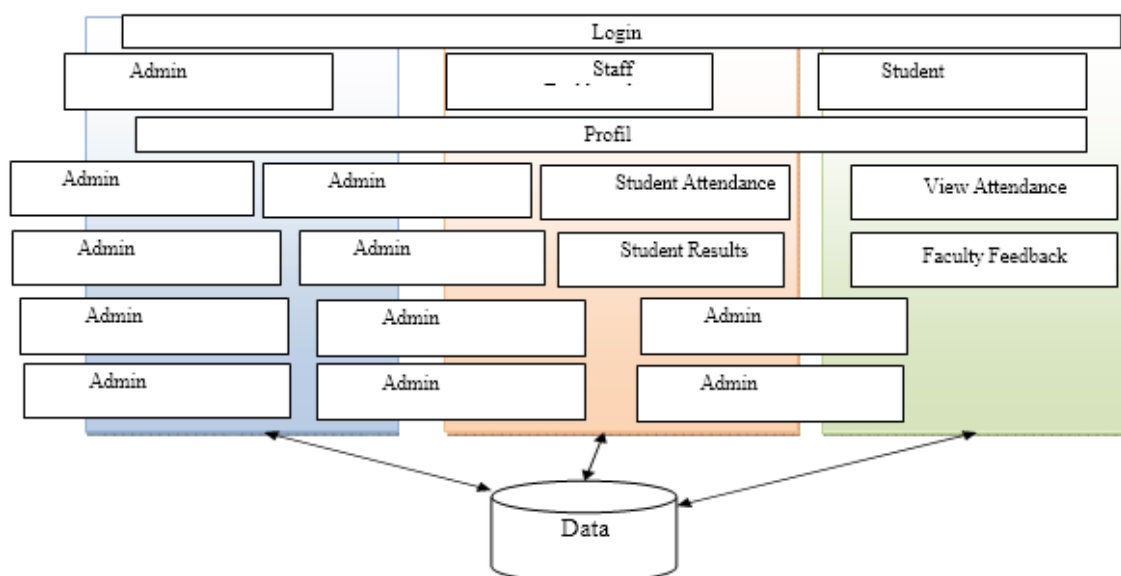 Login
Admin
Staff
Student
Profil
Admin
Admin
Student Attendance
View Attendance
Admin
Admin
Student Results
Faculty Feedback
Admin
Admin
Admin
Admin
Admin
Admin
Data